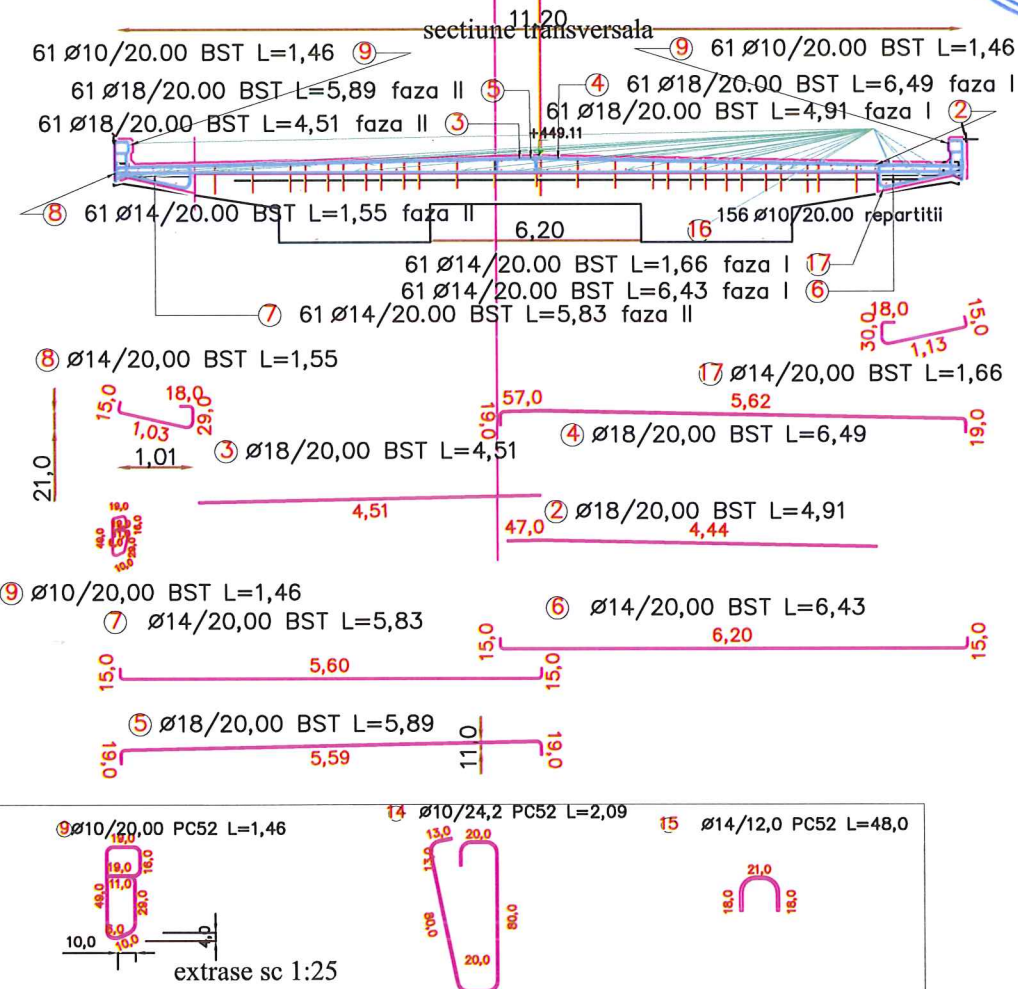 11,20
sectiune transversala
61 Ø10/20.00 BST L=1,46 9
9 61 Ø10/20.00 BST L=1,46
61 Ø18/20.00 BST L=5,89 faza II 5
4 61 Ø18/20.00 BST L=6,49 faza I
61 Ø18/20.00 BST L=4,51 faza II 3
61 Ø18/20.00 BST L=4,91 faza I 2
+449.11
8 61 Ø14/20.00 BST L=1,55 faza II
156 Ø10/20.00 repartitii
16
6,20
61 Ø14/20.00 BST L=1,66 faza I 17
61 Ø14/20.00 BST L=6,43 faza I 6
7 61 Ø14/20.00 BST L=5,83 faza II
18,0
15,0
30,0
1,13
8 Ø14/20,00 BST L=1,55
17 Ø14/20,00 BST L=1,66
15,0
18,0
29,0
1,03
1,01
21,0
57,0
5,62
19,0
19,0
4 Ø18/20,00 BST L=6,49
3 Ø18/20,00 BST L=4,51
4,51
2 Ø18/20,00 BST L=4,91
47,0
4,44
9 Ø10/20,00 BST L=1,46
7 Ø14/20,00 BST L=5,83
6 Ø14/20,00 BST L=6,43
15,0
6,20
15,0
15,0
5,60
15,0
5 Ø18/20,00 BST L=5,89
11,0
19,0
5,59
19,0
9 Ø10/20,00 PC52 L=1,46
14 Ø10/24,2 PC52 L=2,09
15 Ø14/12,0 PC52 L=48,0
19,0
16,0
19,0
11,0
49,0
29,0
10,0
10,0
4,0
13,0
20,0
13,0
80,0
80,0
20,0
21,0
18,0
18,0
extrase sc 1:25